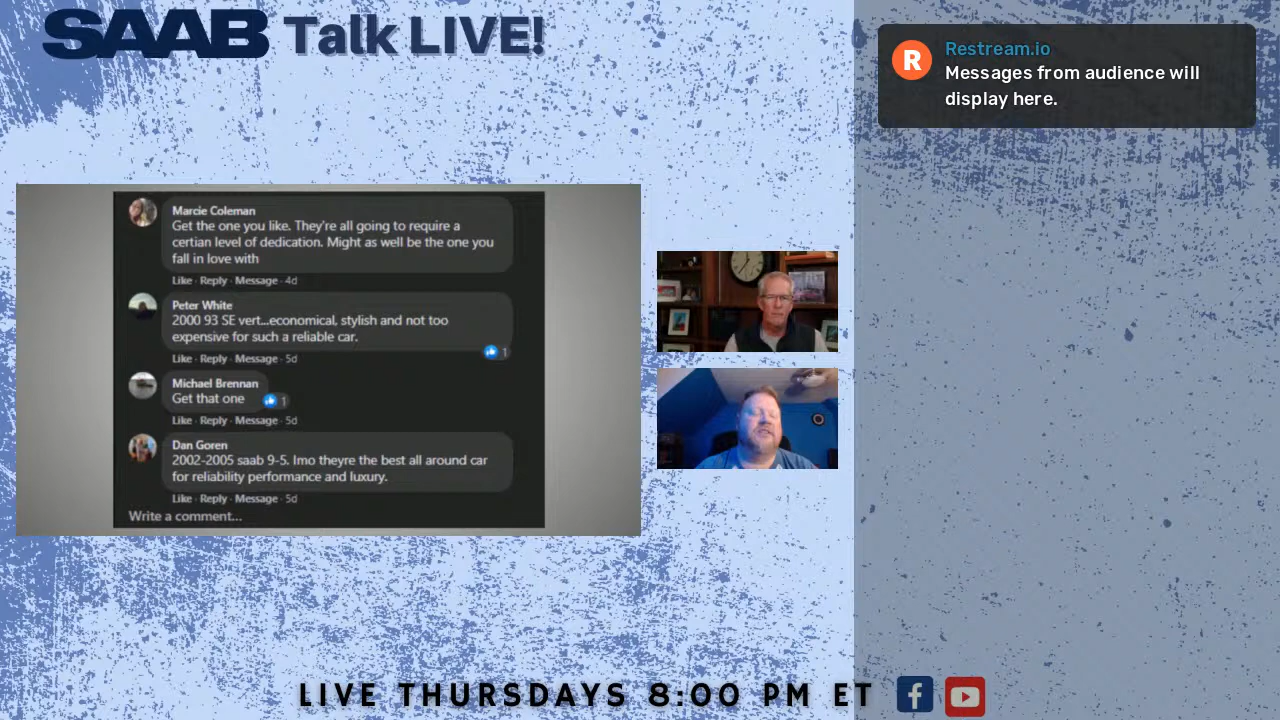 SAAB Talk LIVE!
R
Restream.io
Messages from audience will
display here.
Marcie Coleman
Get the one you like. They're all going to require a
certian level of dedication. Might as well be the one you
fall in love with
Like · Reply · Message · 4d
Peter White
2000 93 SE vert...economical, stylish and not too
expensive for such a reliable car.
1
Like · Reply · Message · 5d
Michael Brennan
Get that one
1
Like · Reply · Message · 5d
Dan Goren
2002-2005 saab 9-5. Imo theyre the best all around car
for reliability performance and luxury.
Like · Reply · Message · 5d
Write a comment...
LIVE THURSDAYS 8:00 PM ET